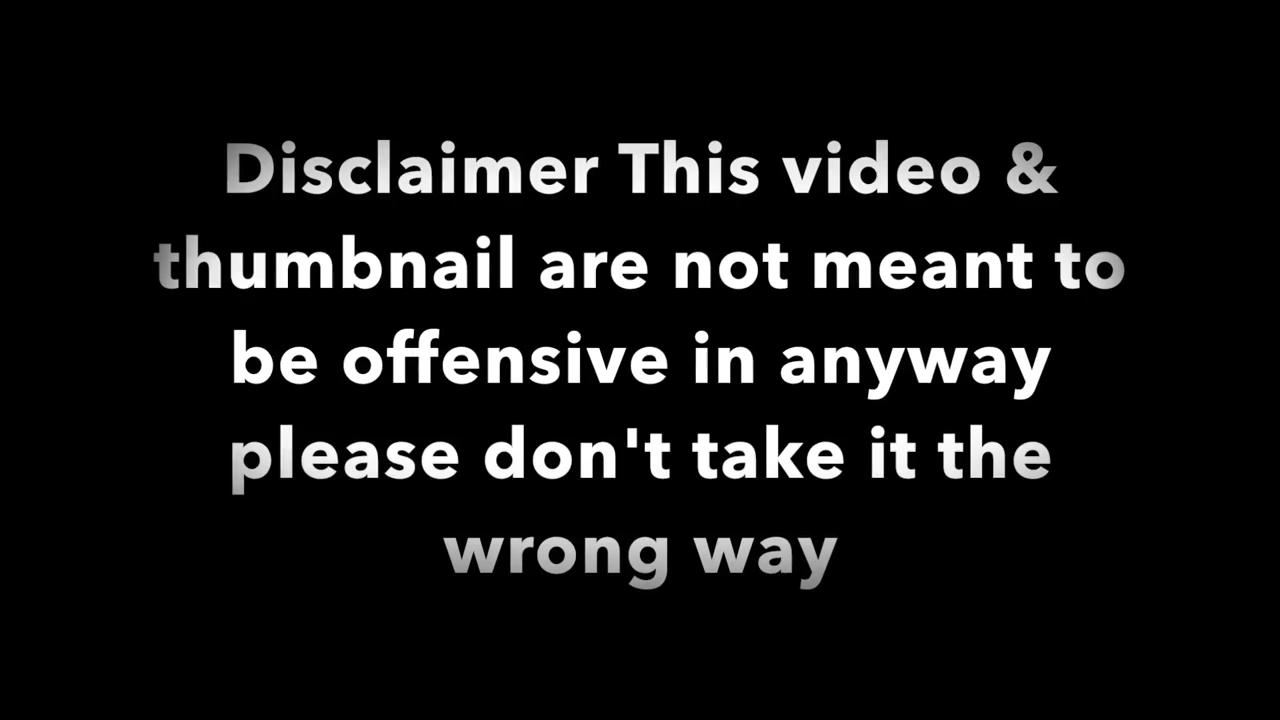 Disclaimer This video &
thumbnail are not meant to
be offensive in anyway
please don't take it the
wrong way